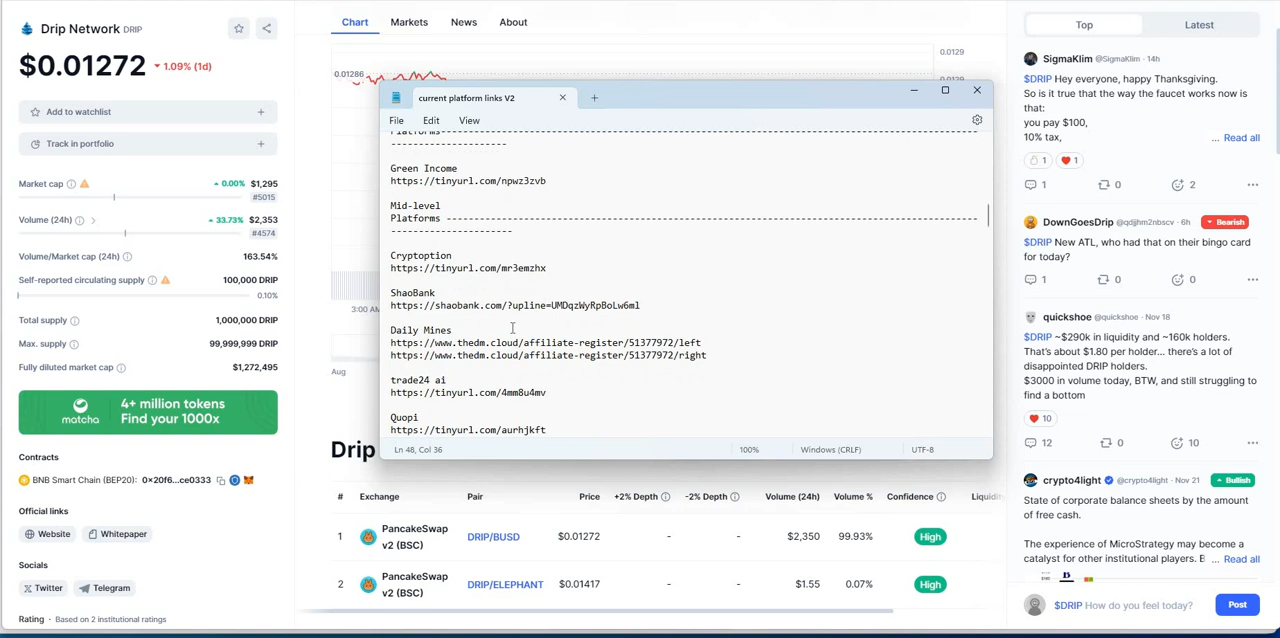 Drip Network DRIP
$0.01272 1.09% (1d)
Add to watchlist
Track in portfolio
Market cap 0.00% $1,295
#5015
Volume (24h) 33.73% $2,353
#4574
Volume/Market cap (24h) 163.54%
Self-reported circulating supply 100,000 DRIP
0.10%
Total supply 1,000,000 DRIP
Max. supply 99,999,999 DRIP
Fully diluted market cap $1,272,495
matcha
4+ million tokens
Find your 1000x
Contracts
BNB Smart Chain (BEP20): 0x20f6...ce0333
Official links
Website Whitepaper
Socials
Twitter Telegram
Rating · Based on 2 institutional ratings
Chart Markets News About
0.0129
0.01286
0.0129
3:00 AM
Aug
current platform links V2
File Edit View
Platforms------------------------------------------------------------------------------------
-------------------
Green Income
https://tinyurl.com/npwz3zvb
Mid-level
Platforms ------------------------------------------------------------------------------------
---------------------
Cryptoption
https://tinyurl.com/mr3emzhx
ShaoBank
https://shaobank.com/?upline=UMDqzWyRpBoLw6ml
Daily Mines
https://www.thedm.cloud/affiliate-register/51377972/left
https://www.thedm.cloud/affiliate-register/51377972/right
trade24 ai
https://tinyurl.com/4mm8u4mv
Quopi
https://tinyurl.com/aurhjkft
Ln 48, Col 36 100% Windows (CRLF) UTF-8
Drip
# Exchange Pair Price +2% Depth -2% Depth Volume (24h) Volume % Confidence
1 PancakeSwap v2 (BSC) DRIP/BUSD $0.01272 - - $2,350 99.93% High
2 PancakeSwap v2 (BSC) DRIP/ELEPHANT $0.01417 - - $1.55 0.07% High
Top Latest
SigmaKlim @SigmaKlim · 14h
$DRIP Hey everyone, happy Thanksgiving.
So is it true that the way the faucet works now is
that:
you pay $100,
10% tax, ... Read all
1 1
1 0 2
DownGoesDrip @qdjjhm2nbscv · 6h Bearish
$DRIP New ATL, who had that on their bingo card
for today?
1 0 0
quickshoe @quickshoe · Nov 18
$DRIP ~$290k in liquidity and ~160k holders.
That's about $1.80 per holder... there's a lot of
disappointed DRIP holders.
$3000 in volume today, BTW, and still struggling to
find a bottom
10
12 0 10
crypto4light @crypto4light · Nov 21 Bullish
State of corporate balance sheets by the amount
of free cash.
The experience of MicroStrategy may become a
catalyst for other institutional players. ... Read all
$DRIP How do you feel today? Post